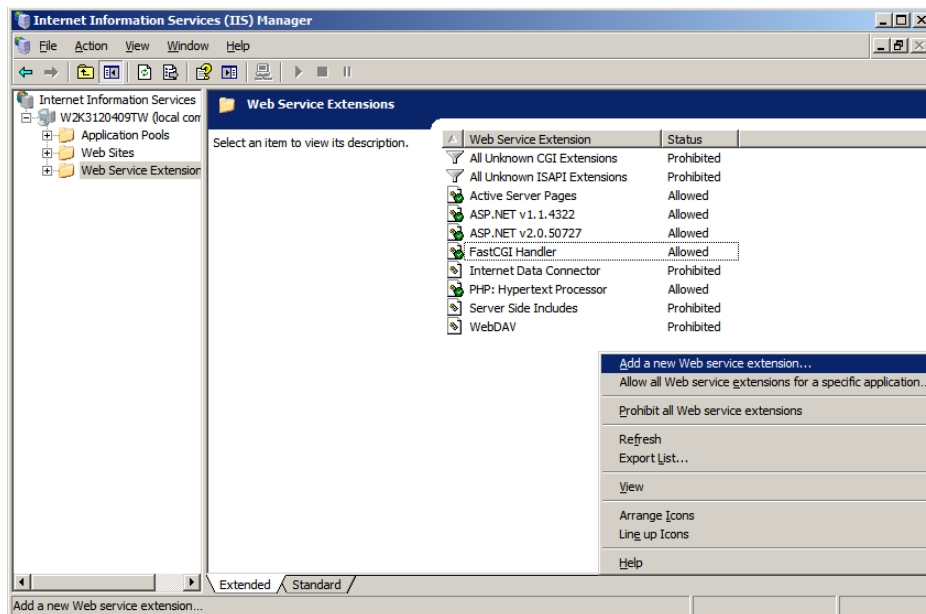 Internet Information Services (IIS) Manager
File Action View Window Help
Internet Information Services
W2K3120409TW (local com
Application Pools
Web Sites
Web Service Extension
Web Service Extensions
Select an item to view its description.
Web Service Extension Status
All Unknown CGI Extensions Prohibited
All Unknown ISAPI Extensions Prohibited
Active Server Pages Allowed
ASP.NET v1.1.4322 Allowed
ASP.NET v2.0.50727 Allowed
FastCGI Handler Allowed
Internet Data Connector Prohibited
PHP: Hypertext Processor Allowed
Server Side Includes Prohibited
WebDAV Prohibited
Add a new Web service extension...
Allow all Web service extensions for a specific application..
Prohibit all Web service extensions
Refresh
Export List...
View
Arrange Icons
Line up Icons
Help
Extended Standard
Add a new Web service extension...